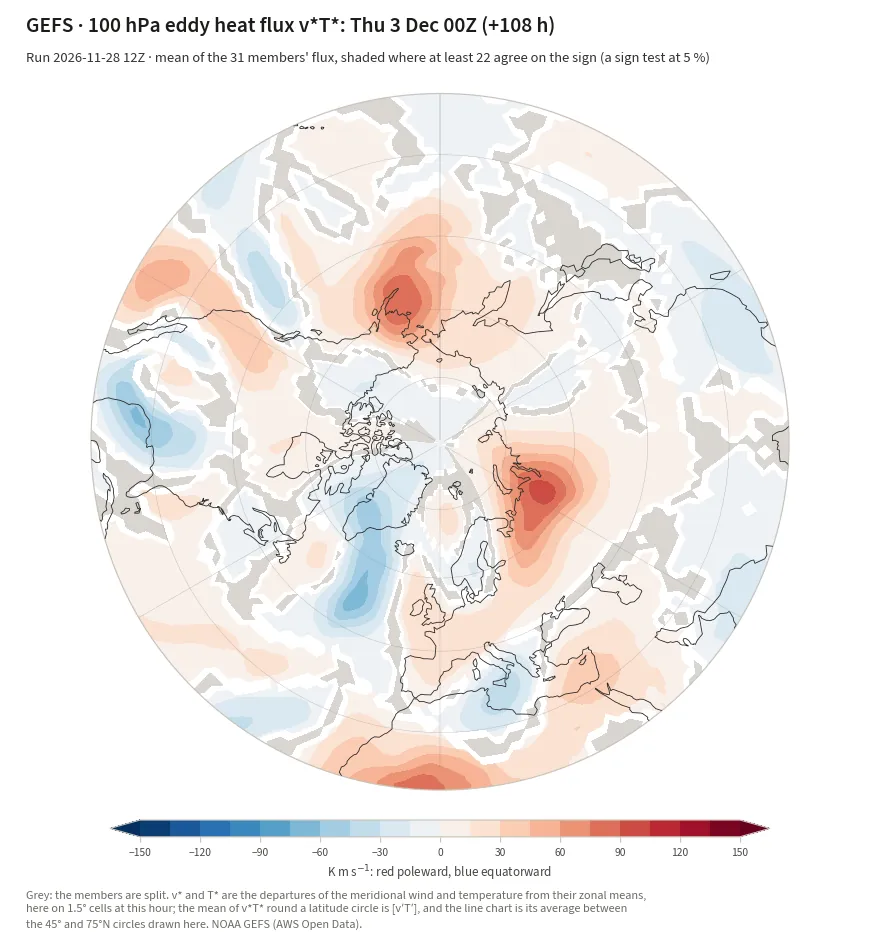 GEFS · 100 hPa eddy heat flux v*T*: Thu 3 Dec 00Z (+108 h)
Run 2026-11-28 12Z · mean of the 31 members' flux, shaded where at least 22 agree on the sign (a sign test at 5 %)
−150 −120 −90 −60 −30 0 30 60 90 120 150
K m s⁻¹: red poleward, blue equatorward
Grey: the members are split. v* and T* are the departures of the meridional wind and temperature from their zonal means,
here on 1.5° cells at this hour; the mean of v*T* round a latitude circle is [v′T′], and the line chart is its average between
the 45° and 75°N circles drawn here. NOAA GEFS (AWS Open Data).